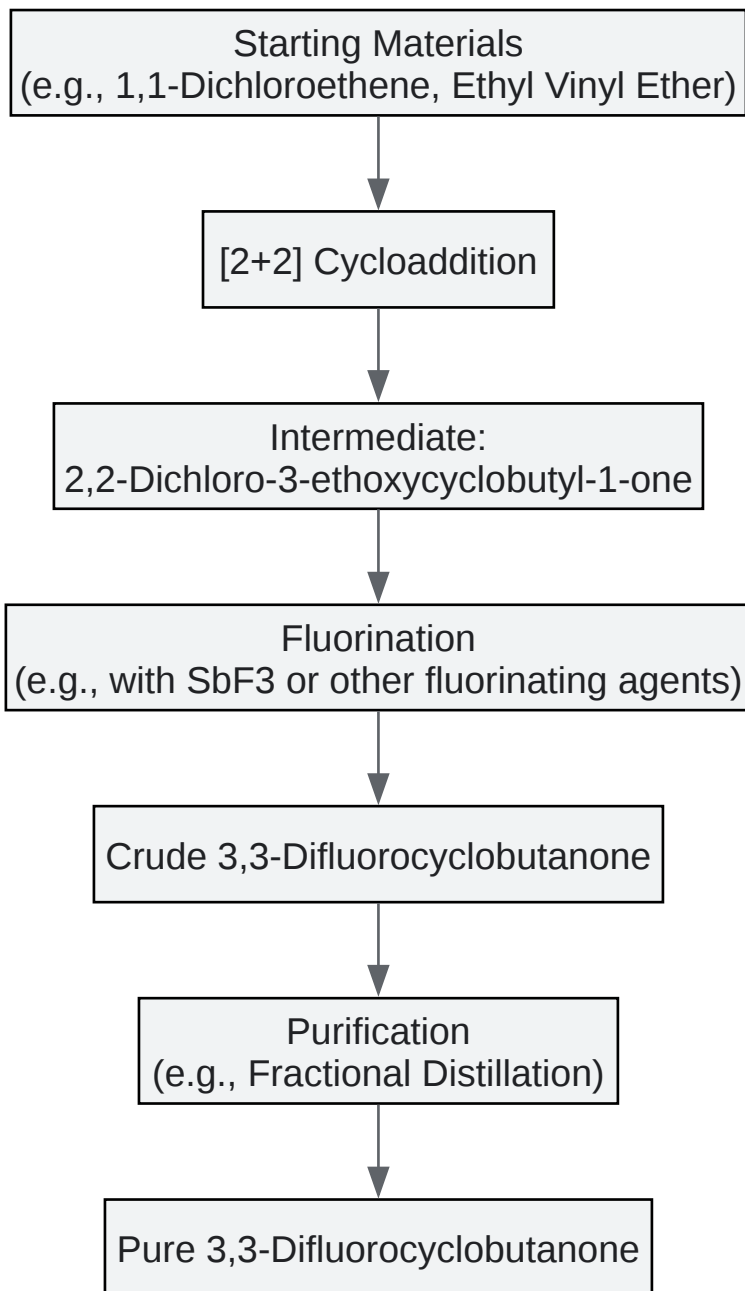 Starting Materials
(e.g., 1,1-Dichloroethene, Ethyl Vinyl Ether)
[2+2] Cycloaddition
Intermediate:
2,2-Dichloro-3-ethoxycyclobutyl-1-one
Fluorination
(e.g., with SbF3 or other fluorinating agents)
Crude 3,3-Difluorocyclobutanone
Purification
(e.g., Fractional Distillation)
Pure 3,3-Difluorocyclobutanone